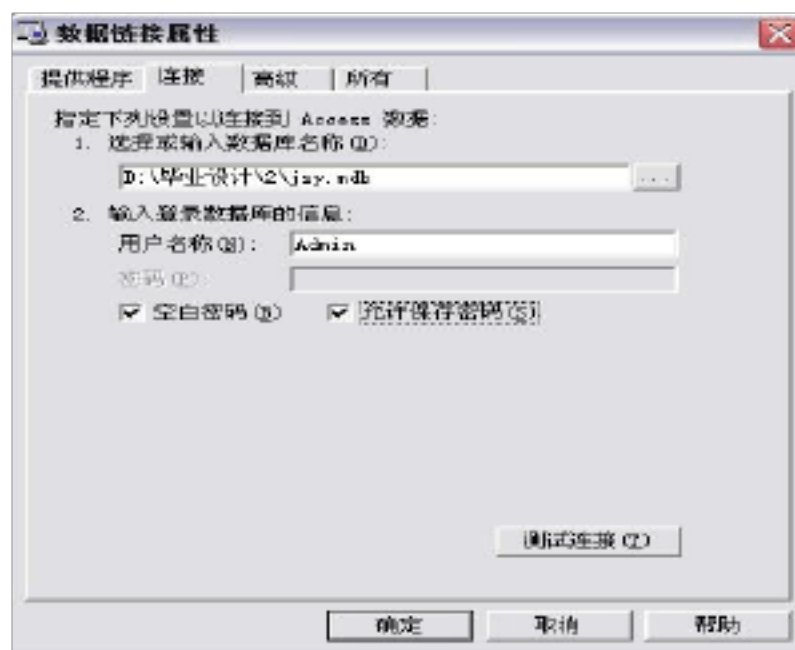 数据链接属性
提供程序 连接 高级 所有
指定下列设置以连接到 Access 数据:
1. 选择或输入数据库名称(D):
D:\毕业设计\2\jsy.mdb
...
2. 输入登录数据库的信息:
用户名称(N): Admin
密码(P):
空白密码(B) 允许保存密码(S)
测试连接(T)
确定 取消 帮助